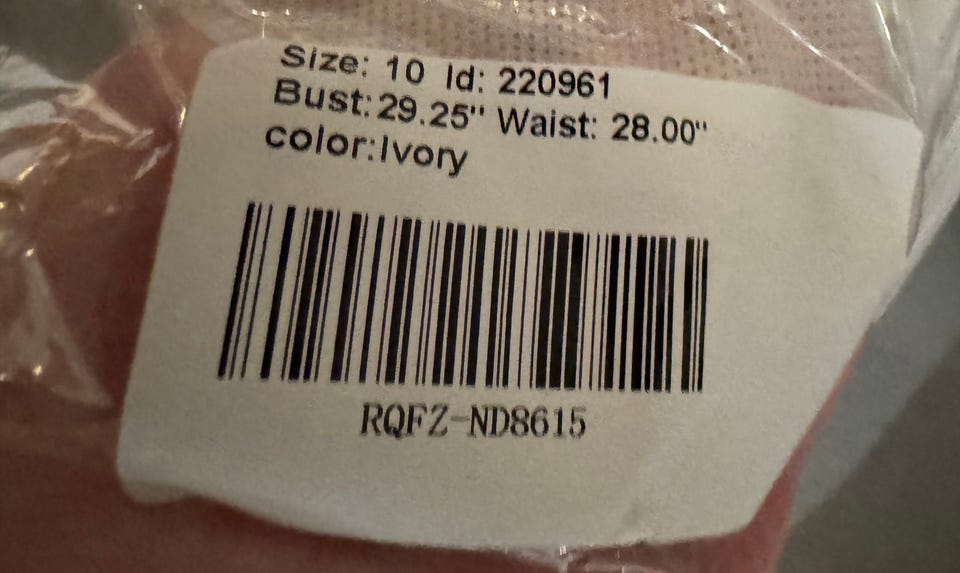 Size: 10 Id: 220961
Bust: 29.25" Waist: 28.00"
color:Ivory
RQFZ-ND8615